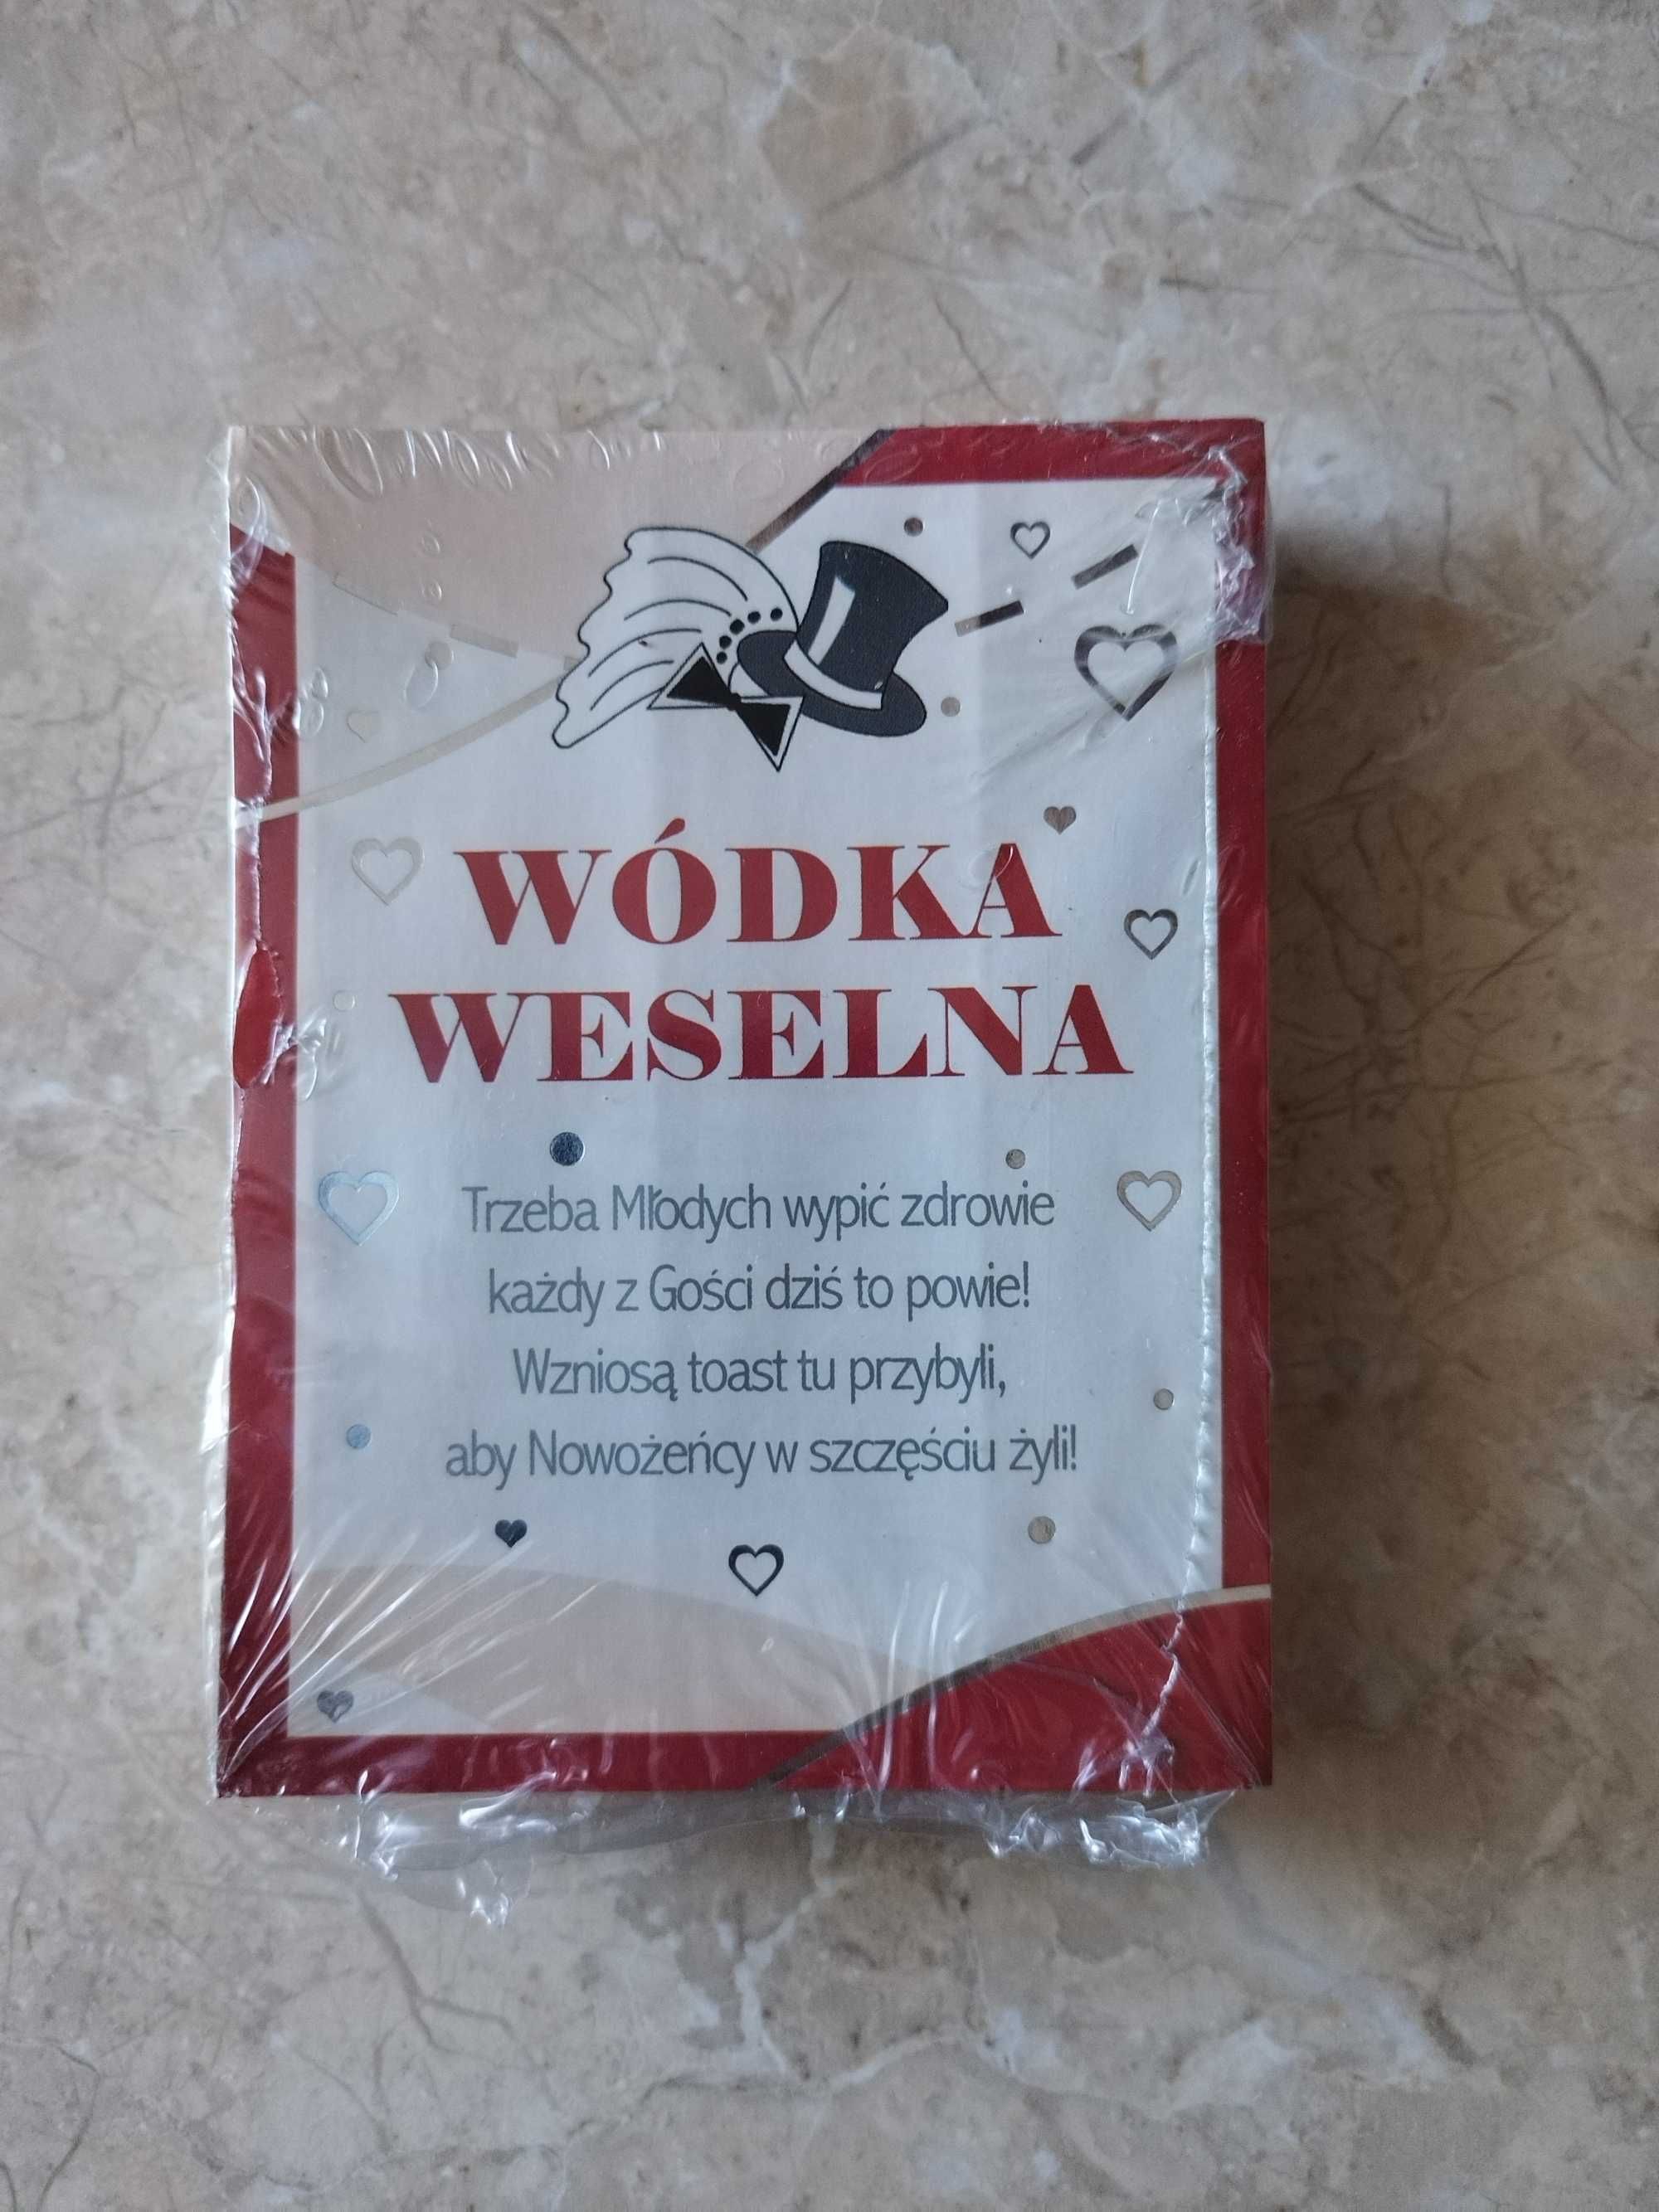 WÓDKA
WESELNA
Trzeba Młodych wypić zdrowie
każdy z Gości dziś to powie!
Wzniosą toast tu przybyli,
aby Nowożeńcy w szczęściu żyli!